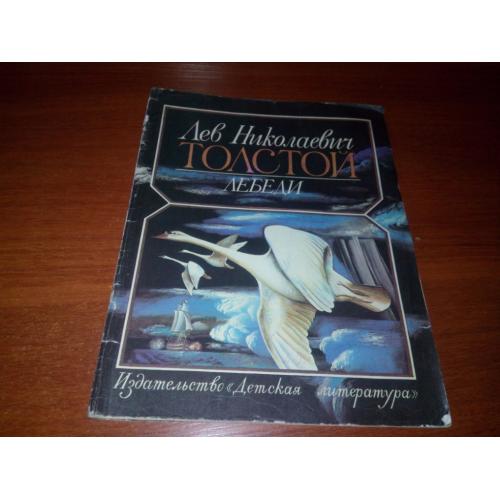 Лев Николаевич
ТОЛСТОЙ
ЛЕБЕДИ
Издательство «Детская литература»